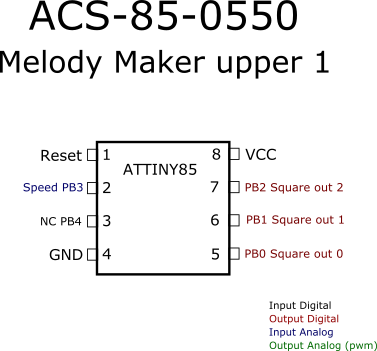 ACS-85-0550
Melody Maker upper 1
Reset 1 ATTINY85 8 VCC
Speed PB3 2 7 PB2 Square out 2
NC PB4 3 6 PB1 Square out 1
GND 4 5 PB0 Square out 0
Input Digital
Output Digital
Input Analog
Output Analog (pwm)